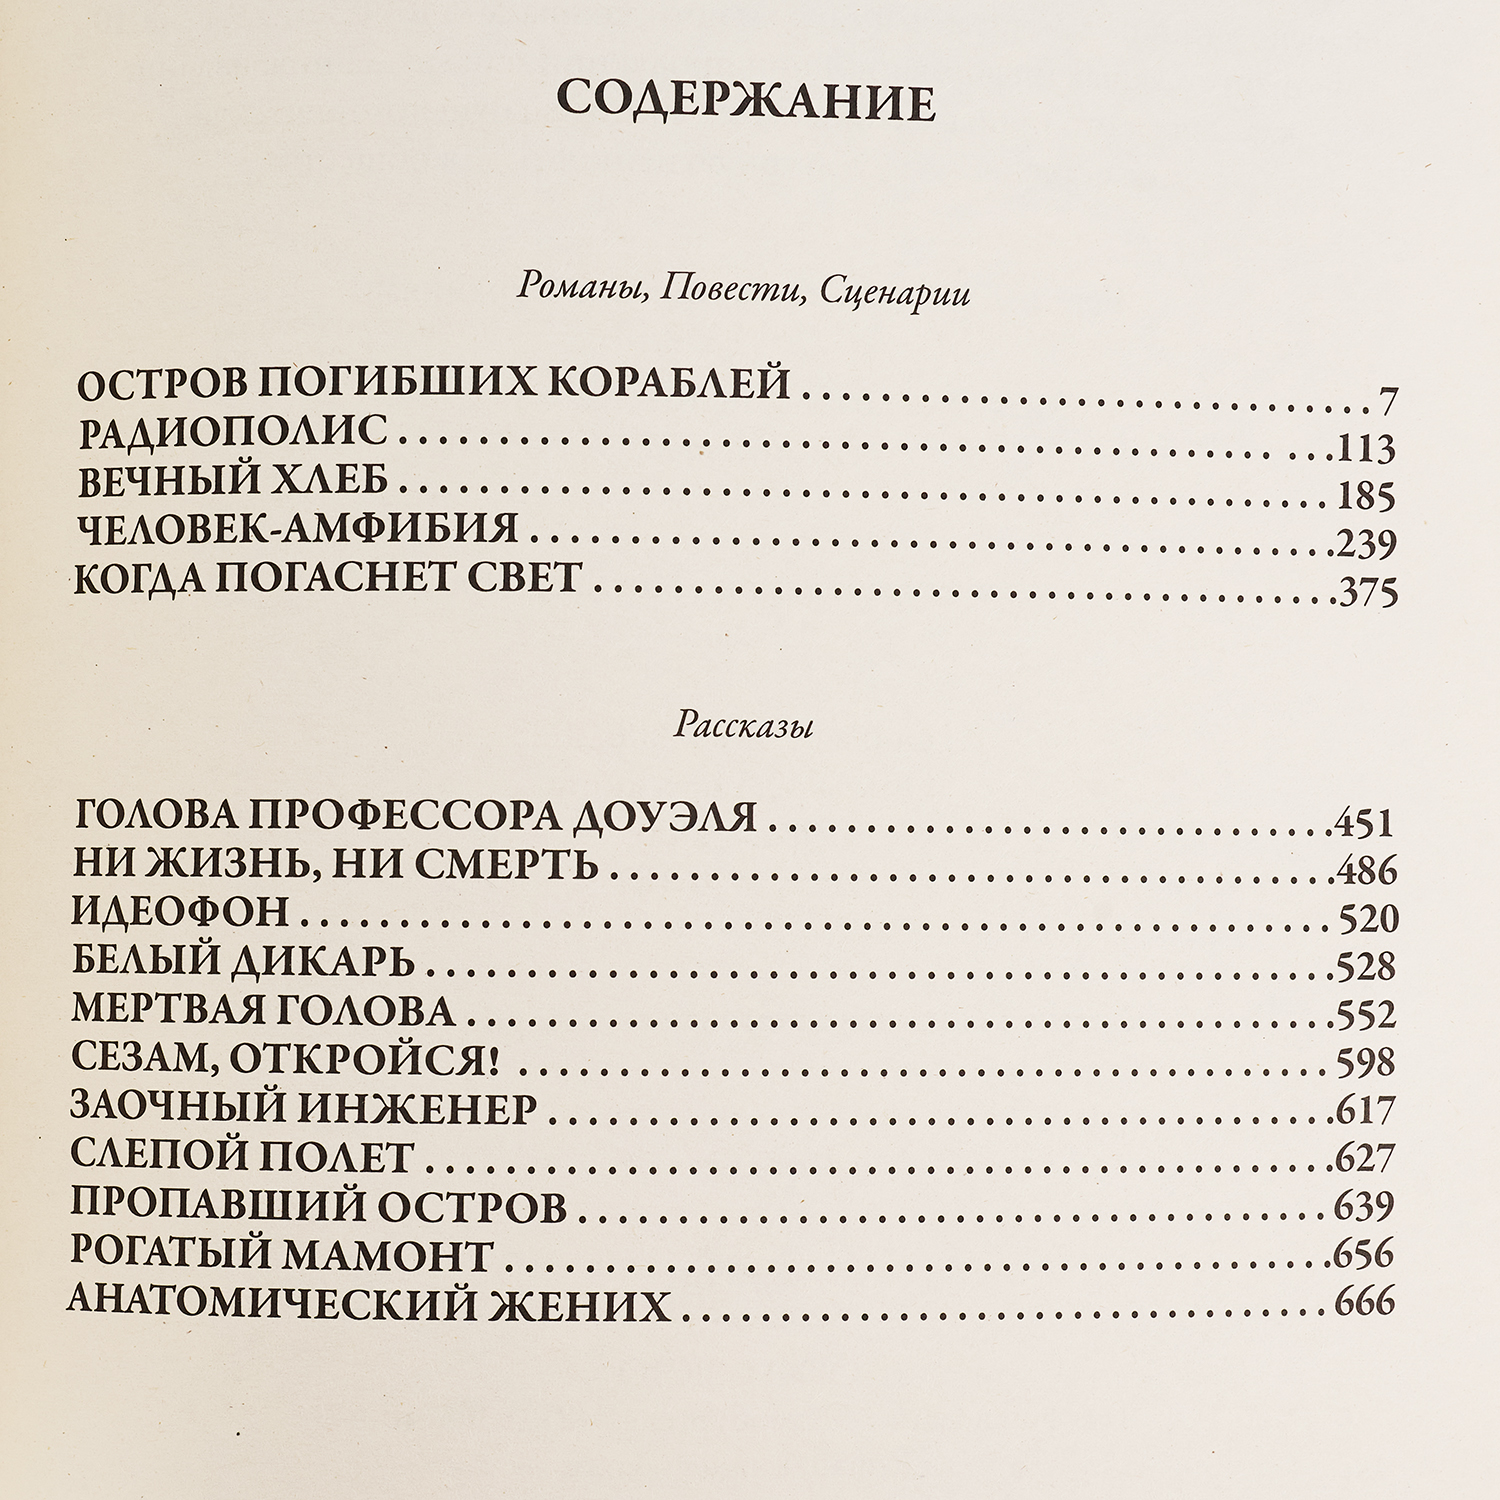 СОДЕРЖАНИЕ
Романы, Повести, Сценарии
ОСТРОВ ПОГИБШИХ КОРАБЛЕЙ . . . . . . . . . . . . . . . . . . . . . . . . . . . . . 7
РАДИОПОЛИС . . . . . . . . . . . . . . . . . . . . . . . . . . . . . . . . . . . . . . . . . . . . . . .113
ВЕЧНЫЙ ХЛЕБ . . . . . . . . . . . . . . . . . . . . . . . . . . . . . . . . . . . . . . . . . . . . . . 185
ЧЕЛОВЕК-АМФИБИЯ . . . . . . . . . . . . . . . . . . . . . . . . . . . . . . . . . . . . . . . .239
КОГДА ПОГАСНЕТ СВЕТ . . . . . . . . . . . . . . . . . . . . . . . . . . . . . . . . . . . . .375
Рассказы
ГОЛОВА ПРОФЕССОРА ДОУЭЛЯ . . . . . . . . . . . . . . . . . . . . . . . . . . . .451
НИ ЖИЗНЬ, НИ СМЕРТЬ . . . . . . . . . . . . . . . . . . . . . . . . . . . . . . . . . . . .486
ИДЕОФОН . . . . . . . . . . . . . . . . . . . . . . . . . . . . . . . . . . . . . . . . . . . . . . . . . . . 520
БЕЛЫЙ ДИКАРЬ . . . . . . . . . . . . . . . . . . . . . . . . . . . . . . . . . . . . . . . . . . . . .528
МЕРТВАЯ ГОЛОВА . . . . . . . . . . . . . . . . . . . . . . . . . . . . . . . . . . . . . . . . . . .552
СЕЗАМ, ОТКРОЙСЯ! . . . . . . . . . . . . . . . . . . . . . . . . . . . . . . . . . . . . . . . . 598
ЗАОЧНЫЙ ИНЖЕНЕР . . . . . . . . . . . . . . . . . . . . . . . . . . . . . . . . . . . . . . .617
СЛЕПОЙ ПОЛЕТ . . . . . . . . . . . . . . . . . . . . . . . . . . . . . . . . . . . . . . . . . . . . .627
ПРОПАВШИЙ ОСТРОВ . . . . . . . . . . . . . . . . . . . . . . . . . . . . . . . . . . . . . 639
РОГАТЫЙ МАМОНТ . . . . . . . . . . . . . . . . . . . . . . . . . . . . . . . . . . . . . . . . .656
АНАТОМИЧЕСКИЙ ЖЕНИХ . . . . . . . . . . . . . . . . . . . . . . . . . . . . . . . . 666